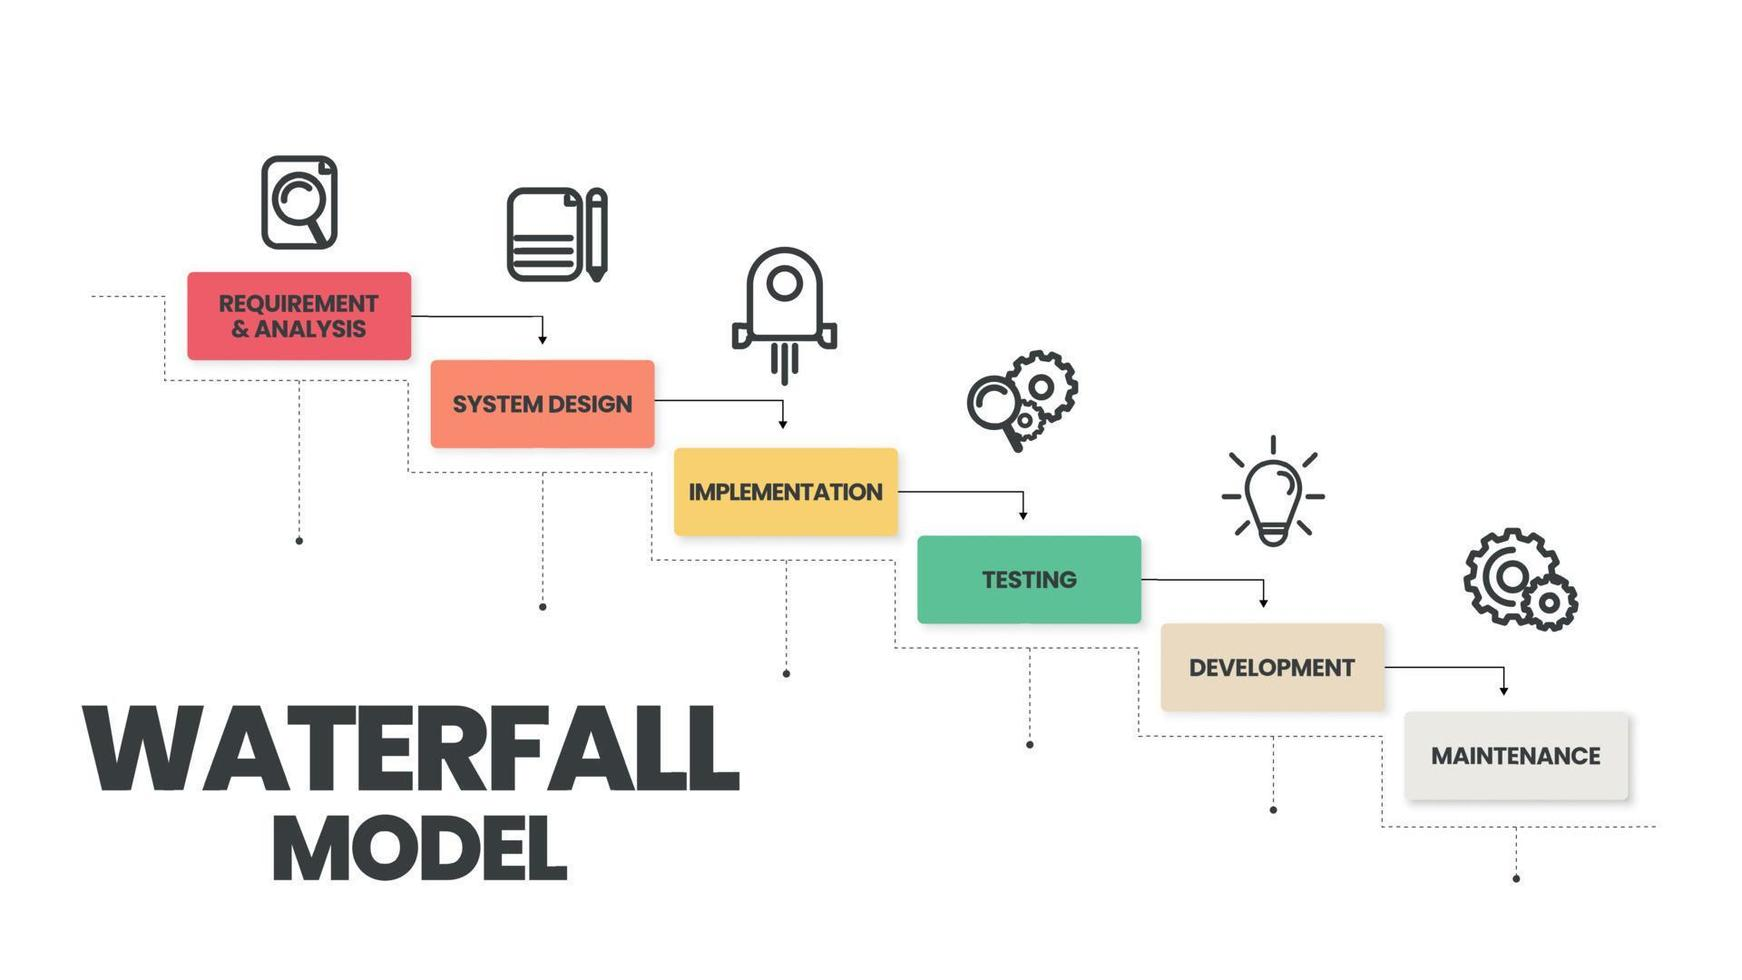 REQUIREMENT
& ANALYSIS
SYSTEM DESIGN
IMPLEMENTATION
TESTING
DEVELOPMENT
MAINTENANCE
WATERFALL
MODEL